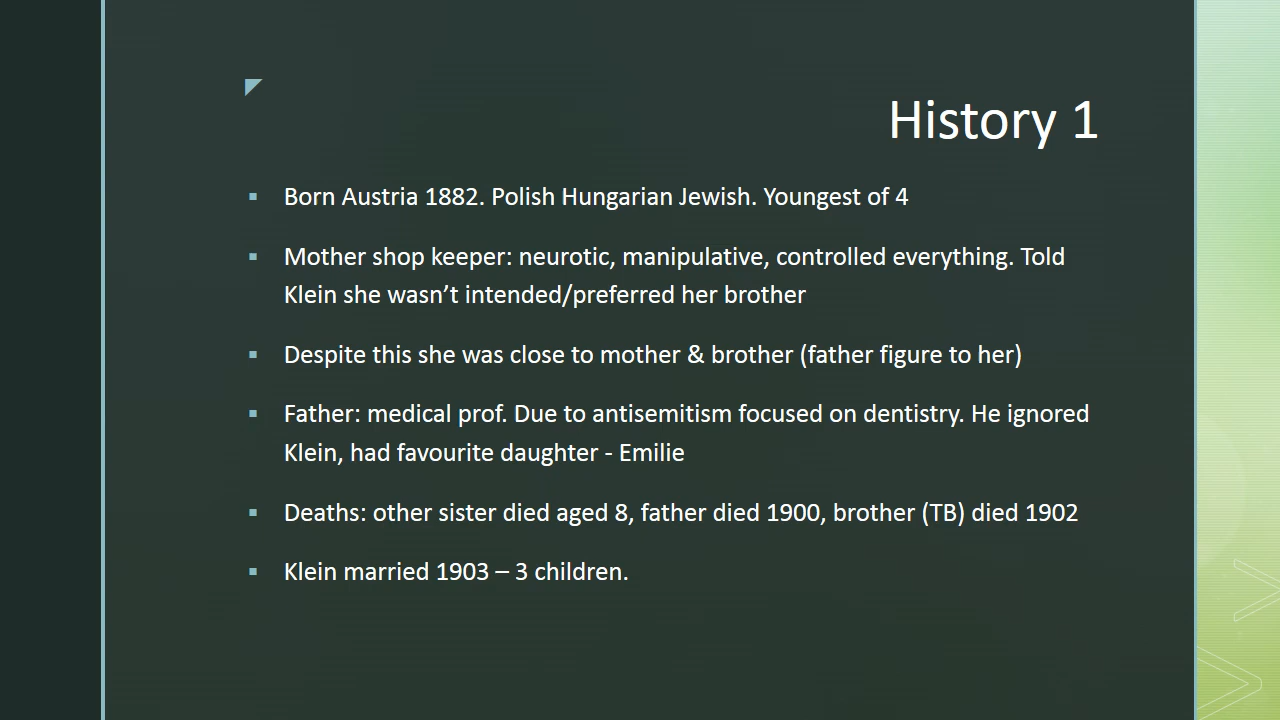 History 1
Born Austria 1882. Polish Hungarian Jewish. Youngest of 4
Mother shop keeper: neurotic, manipulative, controlled everything. Told
Klein she wasn't intended/preferred her brother
Despite this she was close to mother & brother (father figure to her)
Father: medical prof. Due to antisemitism focused on dentistry. He ignored
Klein, had favourite daughter - Emilie
Deaths: other sister died aged 8, father died 1900, brother (TB) died 1902
Klein married 1903 – 3 children.